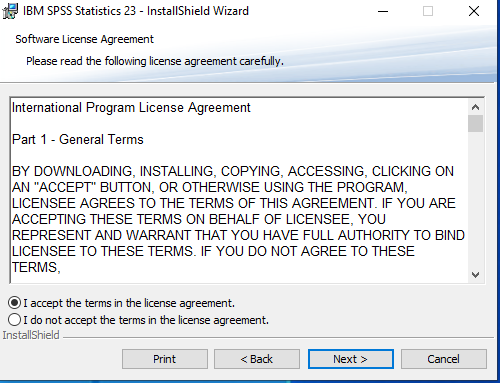 IBM SPSS Statistics 23 - InstallShield Wizard
Software License Agreement
Please read the following license agreement carefully.
International Program License Agreement
Part 1 - General Terms
BY DOWNLOADING, INSTALLING, COPYING, ACCESSING, CLICKING ON
AN "ACCEPT" BUTTON, OR OTHERWISE USING THE PROGRAM,
LICENSEE AGREES TO THE TERMS OF THIS AGREEMENT. IF YOU ARE
ACCEPTING THESE TERMS ON BEHALF OF LICENSEE, YOU
REPRESENT AND WARRANT THAT YOU HAVE FULL AUTHORITY TO BIND
LICENSEE TO THESE TERMS. IF YOU DO NOT AGREE TO THESE
TERMS,
I accept the terms in the license agreement.
I do not accept the terms in the license agreement.
InstallShield
Print
< Back
Next >
Cancel